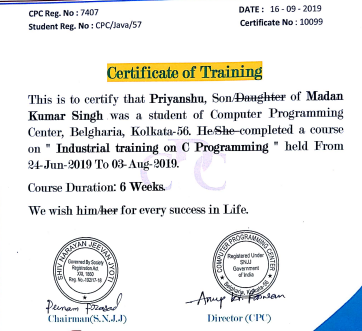 CPC Reg. No : 7407
DATE : 16 - 09 - 2019
Student Reg. No : CPC/Java/57
Certificate No : 10099
Certificate of Training
This is to certify that Priyanshu, Son/Daughter of Madan
Kumar Singh was a student of Computer Programming
Center, Belgharia, Kolkata-56. He/She completed a course
on " Industrial training on C Programming " held From
24-Jun-2019 To 03-Aug-2019.
CPC
Course Duration: 6 Weeks.
We wish him/her for every success in Life.
SHIV NARAYAN JEEVAN JYOTI
Governed By Society
Registration Act.
XXI, 1860
COMPUTER PROGRAMMING CENTER
Belgharia, Kolkata-56
Registered Under
SNJJ
Government
of India
Chairman(S.N.J.J)
Director (CPC)